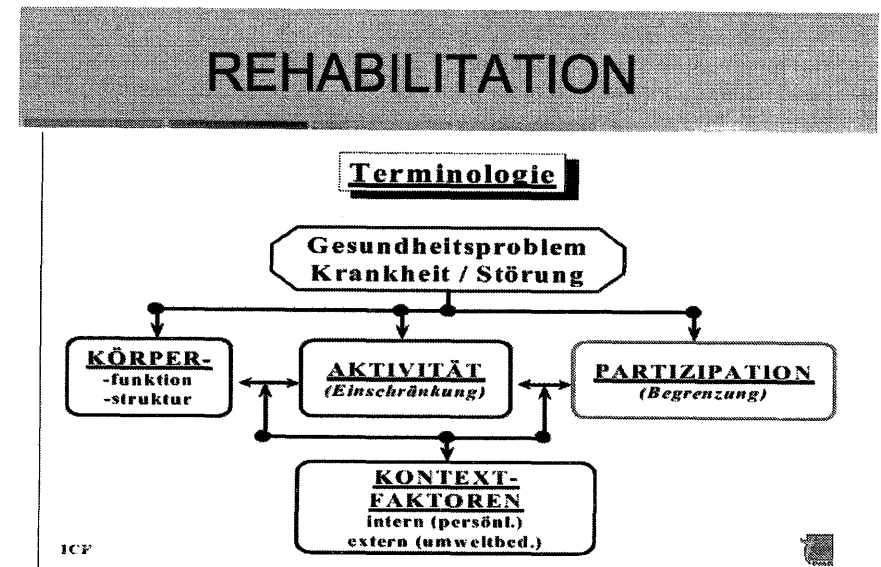 REHABILITATION
Terminologie
Gesundheitsproblem
Krankheit / Störung
KÖRPER-
-funktion
-struktur
AKTIVITÄT
(Einschränkung)
PARTIZIPATION
(Begrenzung)
KONTEXT-
FAKTOREN
intern (persönl.)
extern (umweltbed.)
ICF